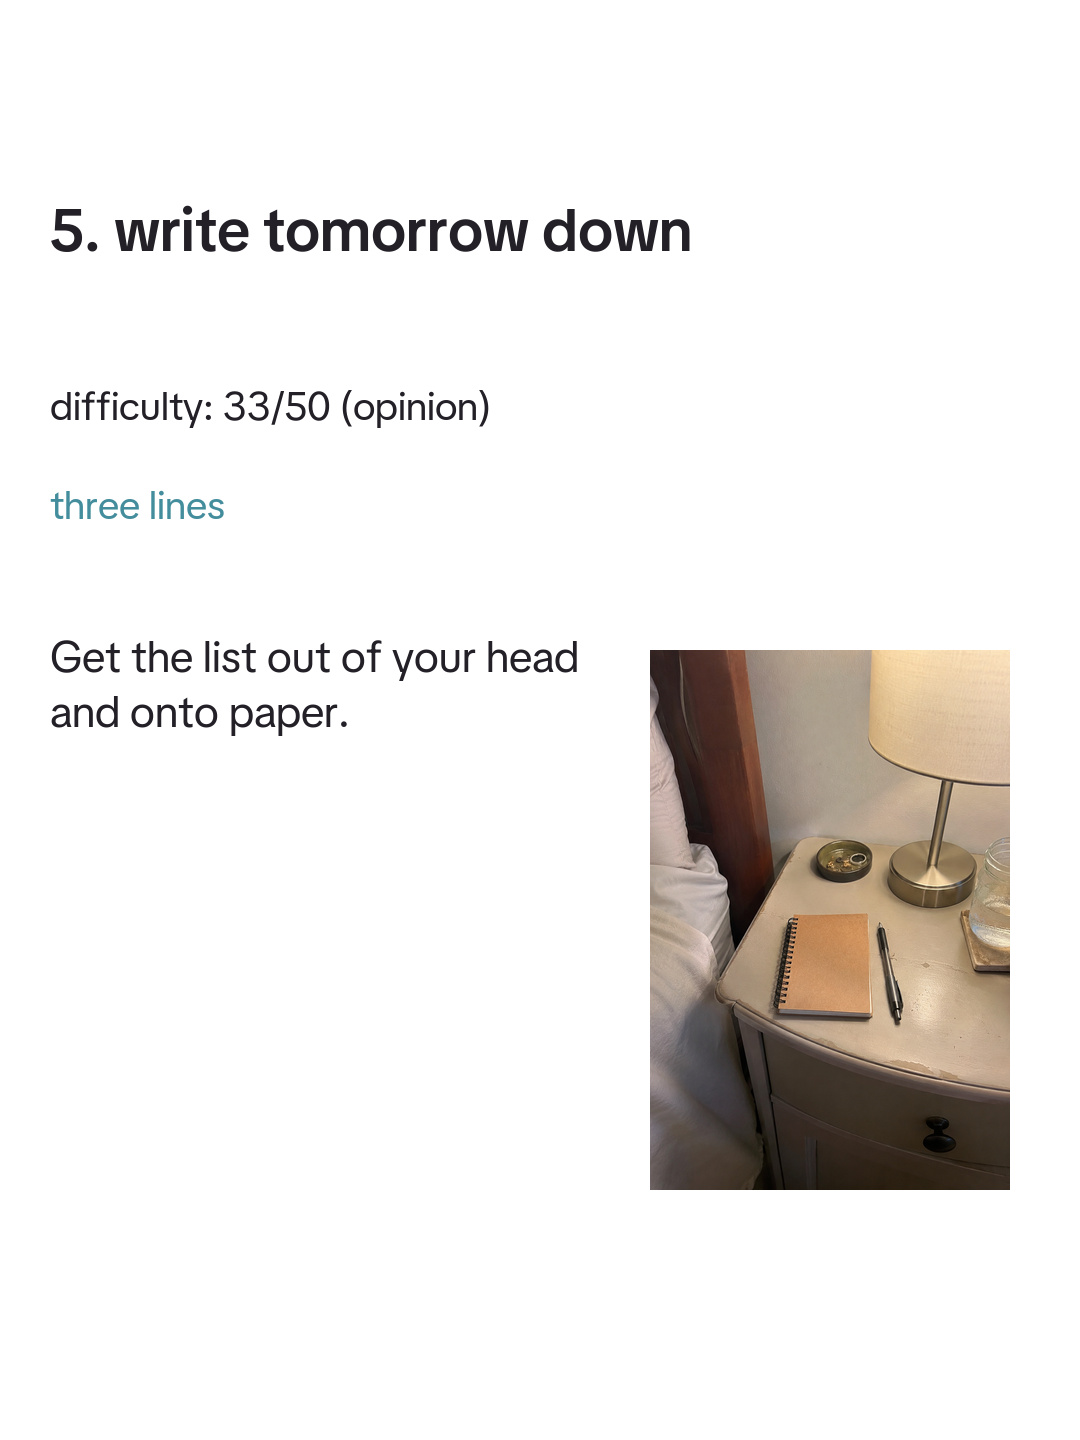 5. write tomorrow down
difficulty: 33/50 (opinion)
three lines
Get the list out of your head
and onto paper.